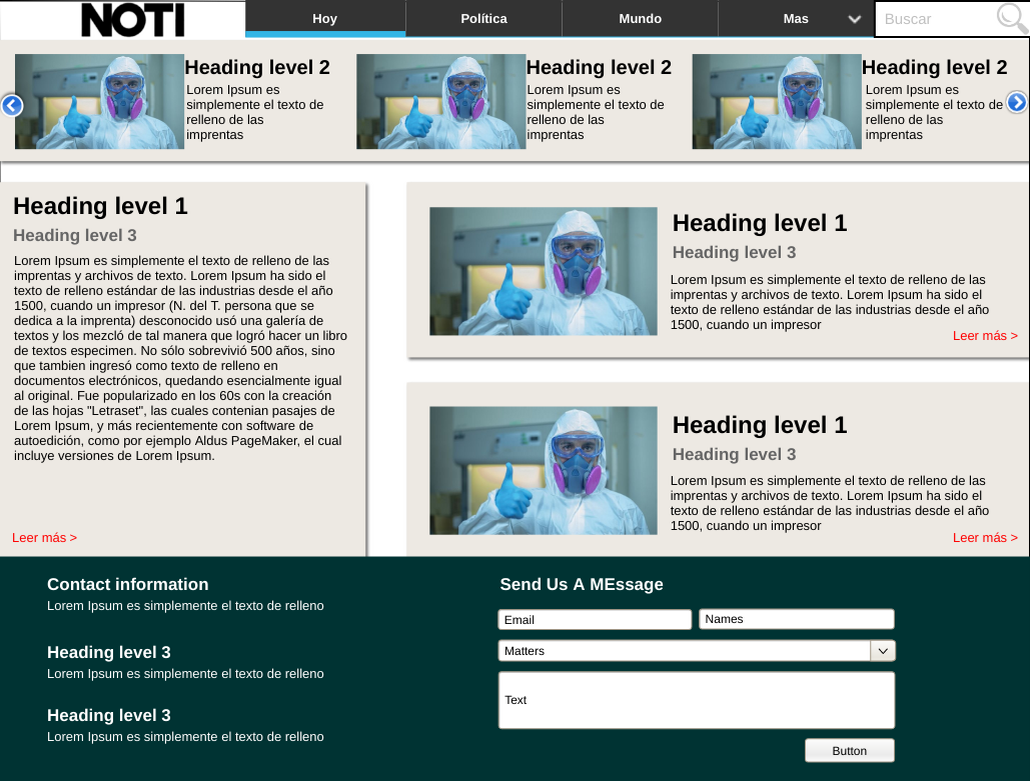 NOTI
Hoy
Política
Mundo
Mas
Buscar
Heading level 2
Lorem Ipsum es
simplemente el texto de
relleno de las
imprentas
Heading level 2
Lorem Ipsum es
simplemente el texto de
relleno de las
imprentas
Heading level 2
Lorem Ipsum es
simplemente el texto de
relleno de las
imprentas
Heading level 1
Heading level 3
Lorem Ipsum es simplemente el texto de relleno de las
imprentas y archivos de texto. Lorem Ipsum ha sido el
texto de relleno estándar de las industrias desde el año
1500, cuando un impresor (N. del T. persona que se
dedica a la imprenta) desconocido usó una galería de
textos y los mezcló de tal manera que logró hacer un libro
de textos especimen. No sólo sobrevivió 500 años, sino
que tambien ingresó como texto de relleno en
documentos electrónicos, quedando esencialmente igual
al original. Fue popularizado en los 60s con la creación
de las hojas "Letraset", las cuales contenian pasajes de
Lorem Ipsum, y más recientemente con software de
autoedición, como por ejemplo Aldus PageMaker, el cual
incluye versiones de Lorem Ipsum.
Leer más >
Heading level 1
Heading level 3
Lorem Ipsum es simplemente el texto de relleno de las
imprentas y archivos de texto. Lorem Ipsum ha sido el
texto de relleno estándar de las industrias desde el año
1500, cuando un impresor
Leer más >
Heading level 1
Heading level 3
Lorem Ipsum es simplemente el texto de relleno de las
imprentas y archivos de texto. Lorem Ipsum ha sido el
texto de relleno estándar de las industrias desde el año
1500, cuando un impresor
Leer más >
Contact information
Lorem Ipsum es simplemente el texto de relleno
Heading level 3
Lorem Ipsum es simplemente el texto de relleno
Heading level 3
Lorem Ipsum es simplemente el texto de relleno
Send Us A MEssage
Email
Names
Matters
Text
Button